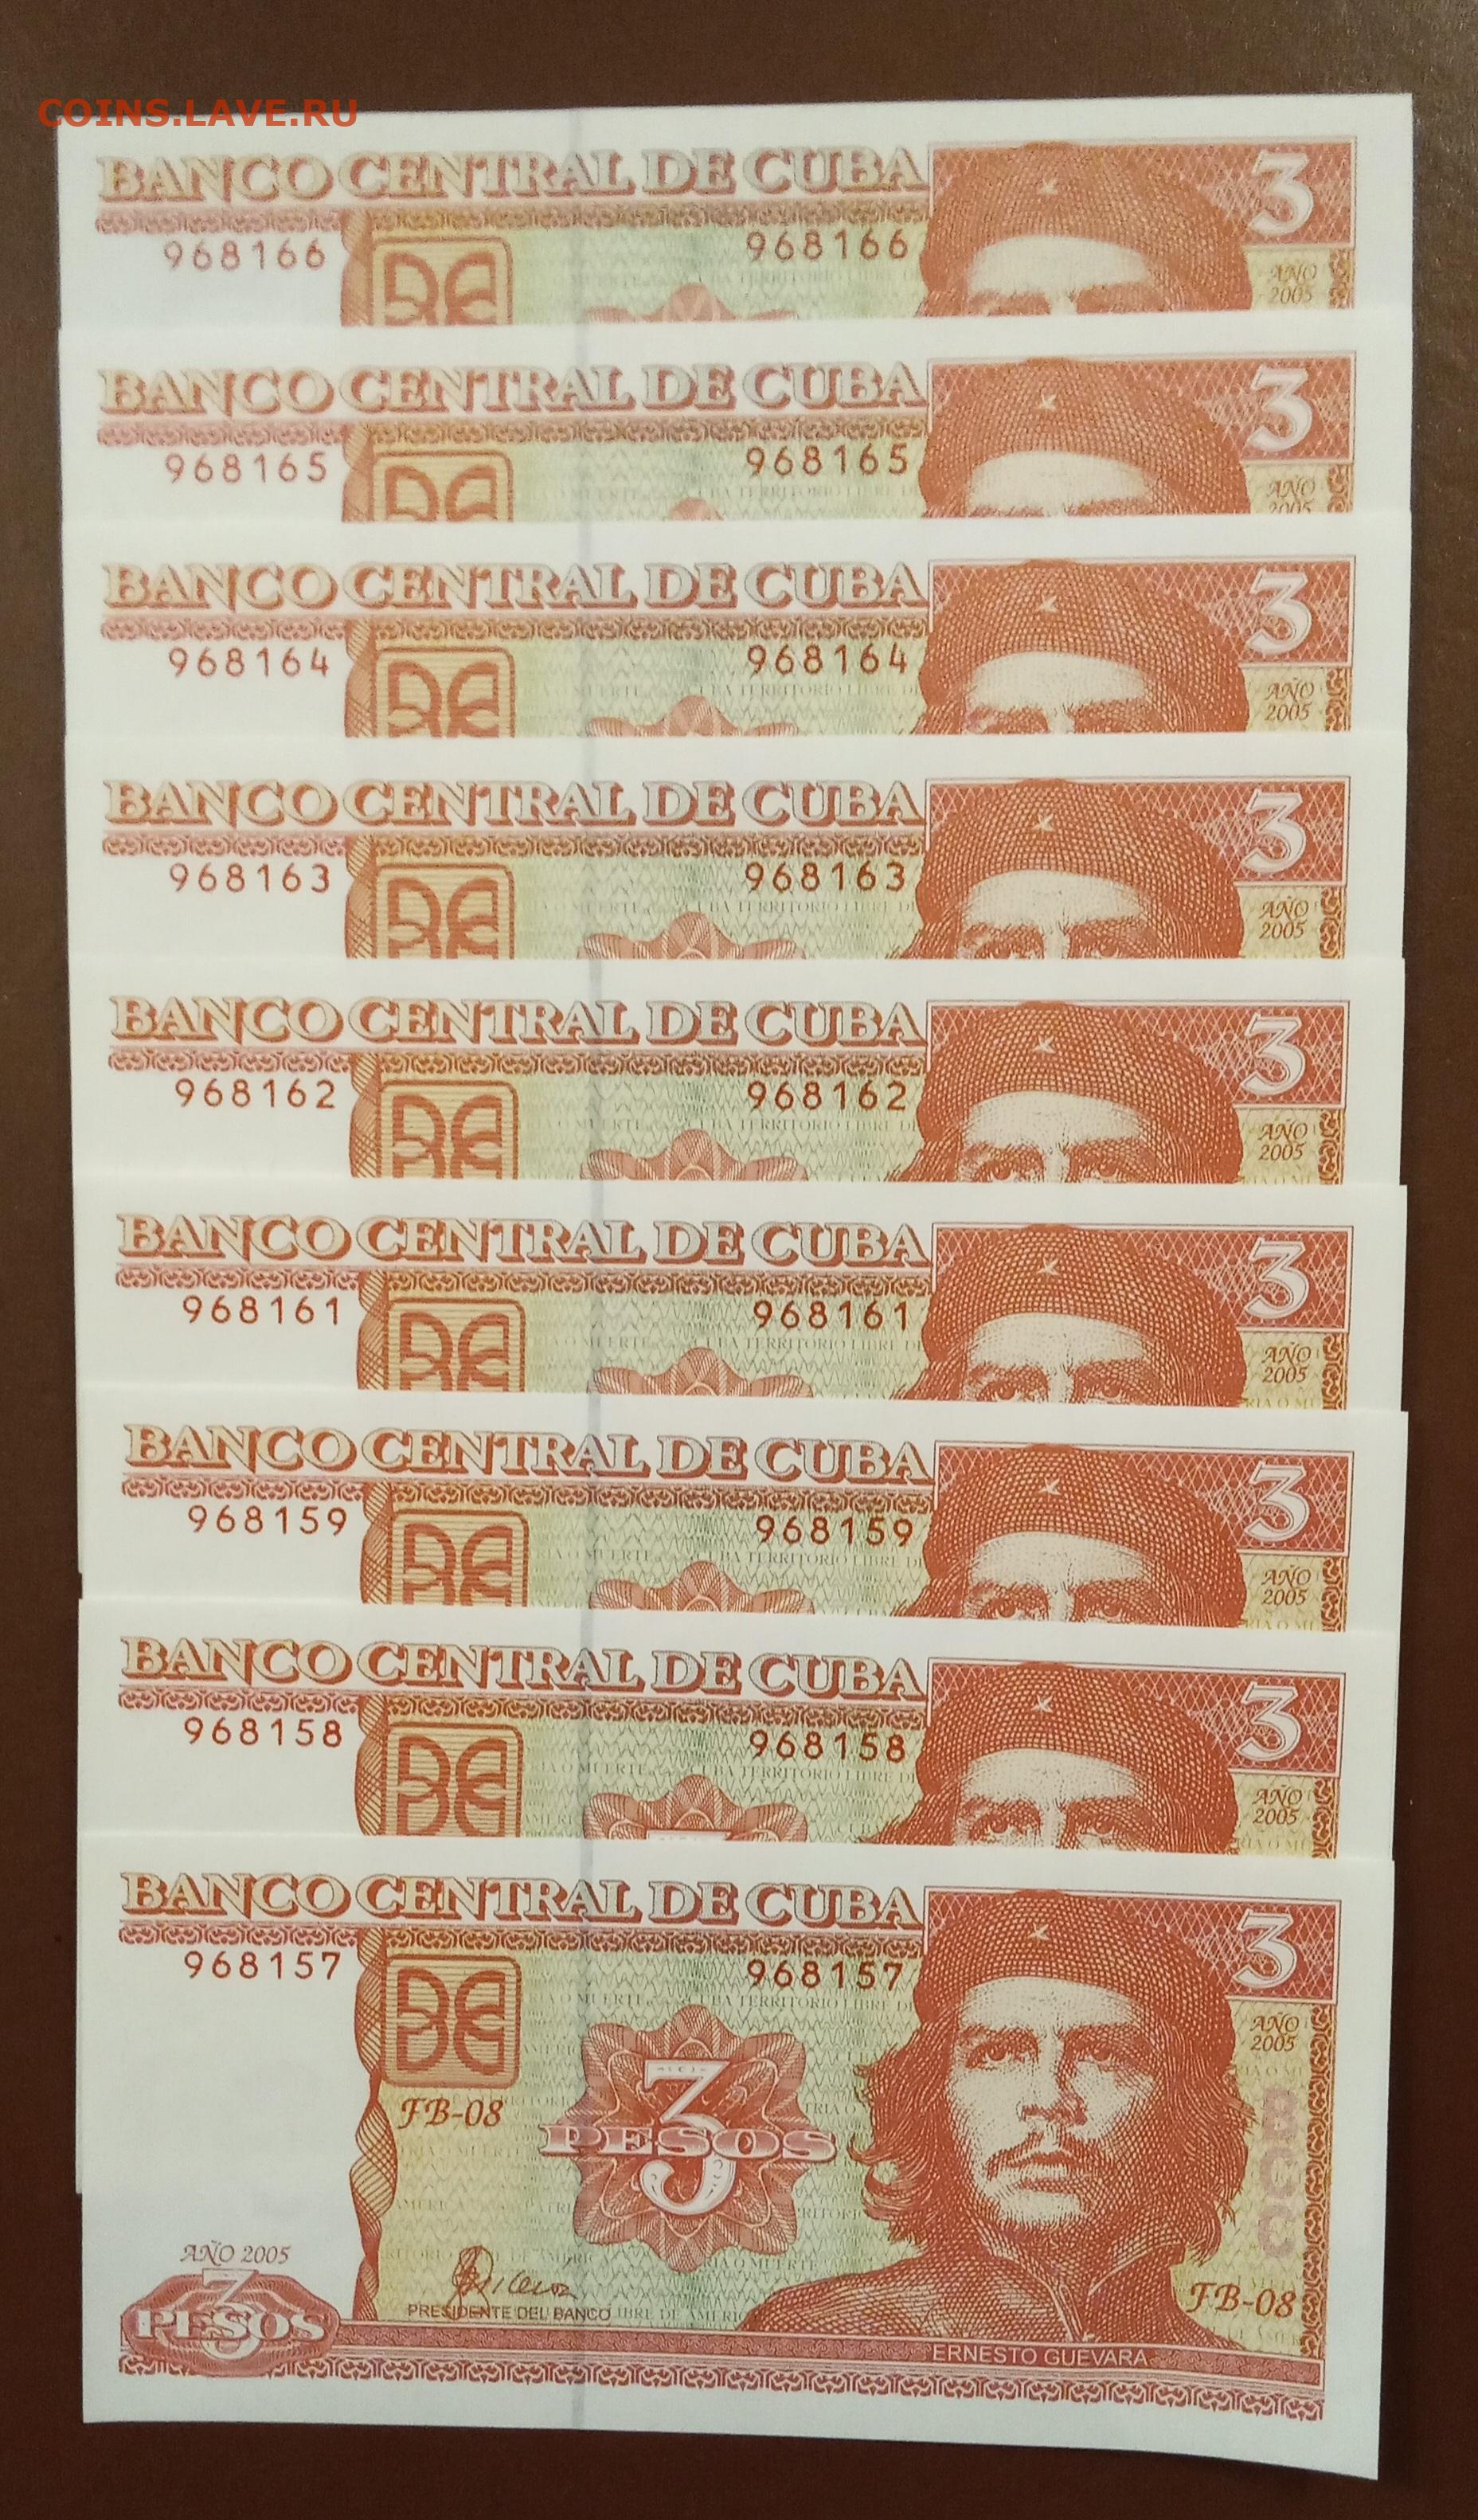 COINS.LAVE.RU
BANCO CENTRAL DE CUBA 3
968166 968166
AÑO
2005
BANCO CENTRAL DE CUBA 3
968165 968165
AÑO
2005
BANCO CENTRAL DE CUBA 3
968164 968164
AÑO
2005
BANCO CENTRAL DE CUBA 3
968163 968163
AÑO
2005
BANCO CENTRAL DE CUBA 3
968162 968162
AÑO
2005
BANCO CENTRAL DE CUBA 3
968161 968161
AÑO
2005
BANCO CENTRAL DE CUBA 3
968159 968159
AÑO
2005
BANCO CENTRAL DE CUBA 3
968158 968158
AÑO
2005
BANCO CENTRAL DE CUBA 3
968157 968157
AÑO
2005
BCC
FB-08
3
PESOS
AÑO 2005
3
PESOS
PRESIDENTE DEL BANCO
FB-08
ERNESTO GUEVARA